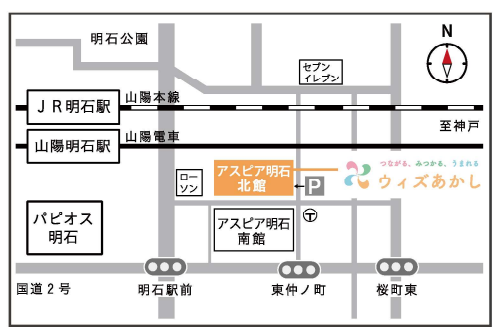 明石公園
N
セブン
イレブン
JR明石駅
山陽本線
至神戸
山陽明石駅
山陽電車
つながる、みつかる、うまれる
ウィズあかし
アスピア明石
北館
P
ロー
ソン
パピオス
明石
アスピア明石
南館
国道2号
明石駅前
東仲ノ町
桜町東